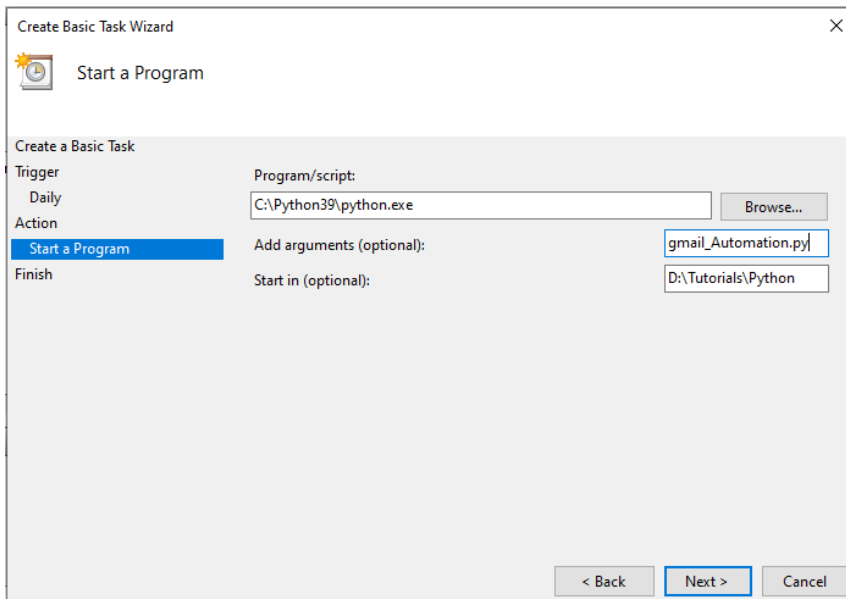 Create Basic Task Wizard
Start a Program
Create a Basic Task
Trigger
Daily
Action
Start a Program
Finish
Program/script:
C:\Python39\python.exe
Browse...
Add arguments (optional):
gmail_Automation.py
Start in (optional):
D:\Tutorials\Python
< Back
Next >
Cancel